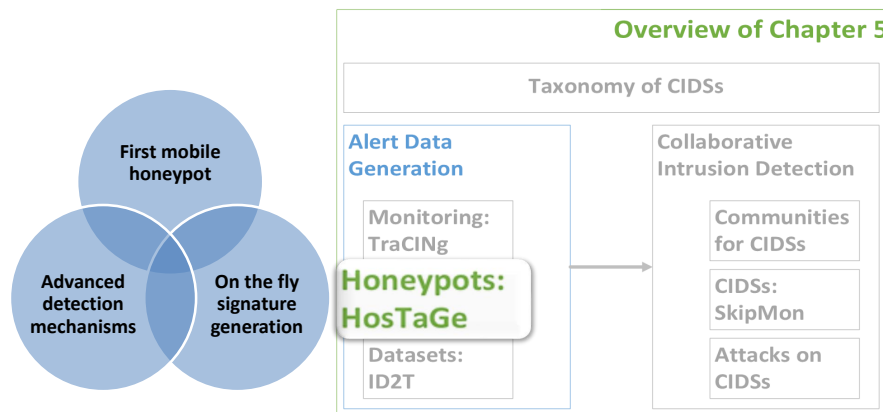 Overview of Chapter 5
Taxonomy of CIDSs
First mobile
honeypot
Advanced
detection
mechanisms
On the fly
signature
generation
Alert Data
Generation
Monitoring:
TraCINg
Honeypots:
HosTaGe
Datasets:
ID2T
Collaborative
Intrusion Detection
Communities
for CIDSs
CIDSs:
SkipMon
Attacks on
CIDSs